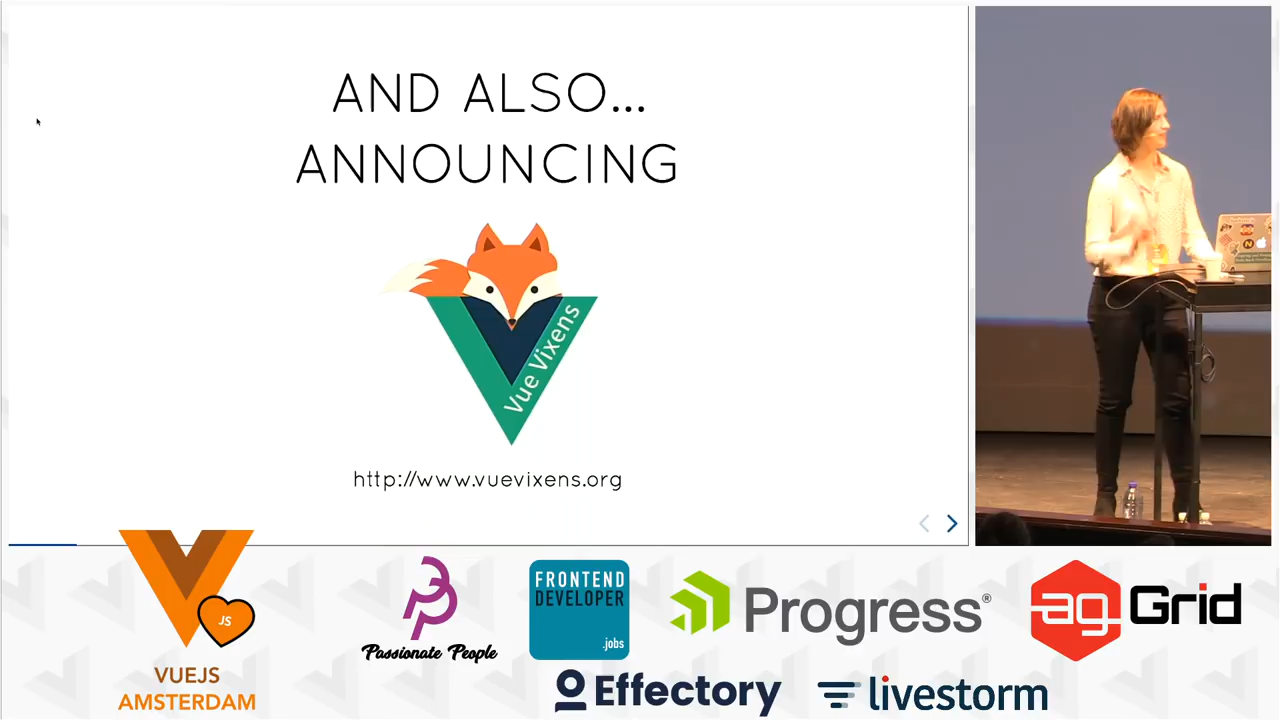 AND ALSO...
ANNOUNCING
Vue Vixens
http://www.vuevixens.org
JS
VUEJS
AMSTERDAM
Passionate People
FRONTEND
DEVELOPER
.jobs
Progress®
ag Grid
Effectory
livestorm